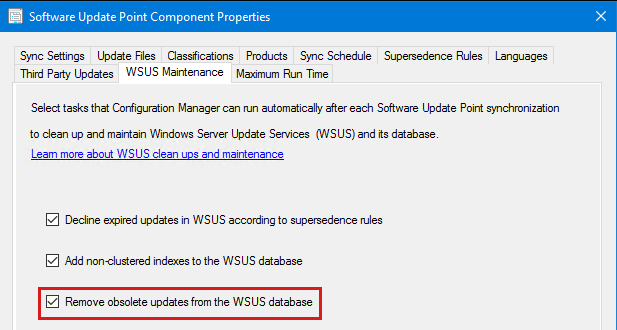 Software Update Point Component Properties
Sync Settings Update Files Classifications Products Sync Schedule Supersedence Rules Languages
Third Party Updates WSUS Maintenance Maximum Run Time
Select tasks that Configuration Manager can run automatically after each Software Update Point synchronization
to clean up and maintain Windows Server Update Services (WSUS) and its database.
Learn more about WSUS clean ups and maintenance
Decline expired updates in WSUS according to supersedence rules
Add non-clustered indexes to the WSUS database
Remove obsolete updates from the WSUS database